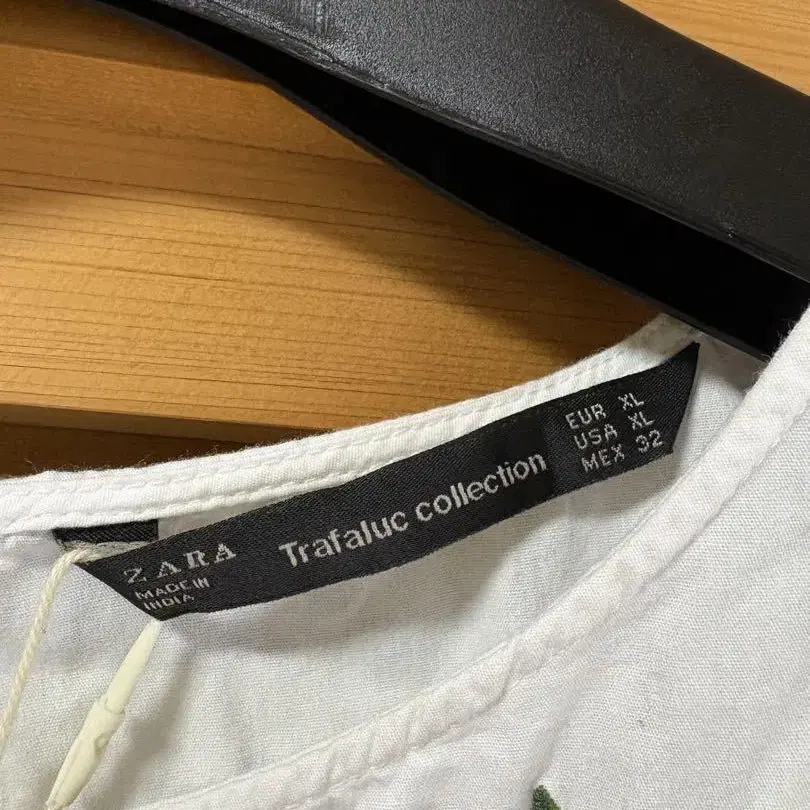 ZARA
MADE IN
INDIA
Trafaluc collection
EUR XL
USA XL
MEX 32